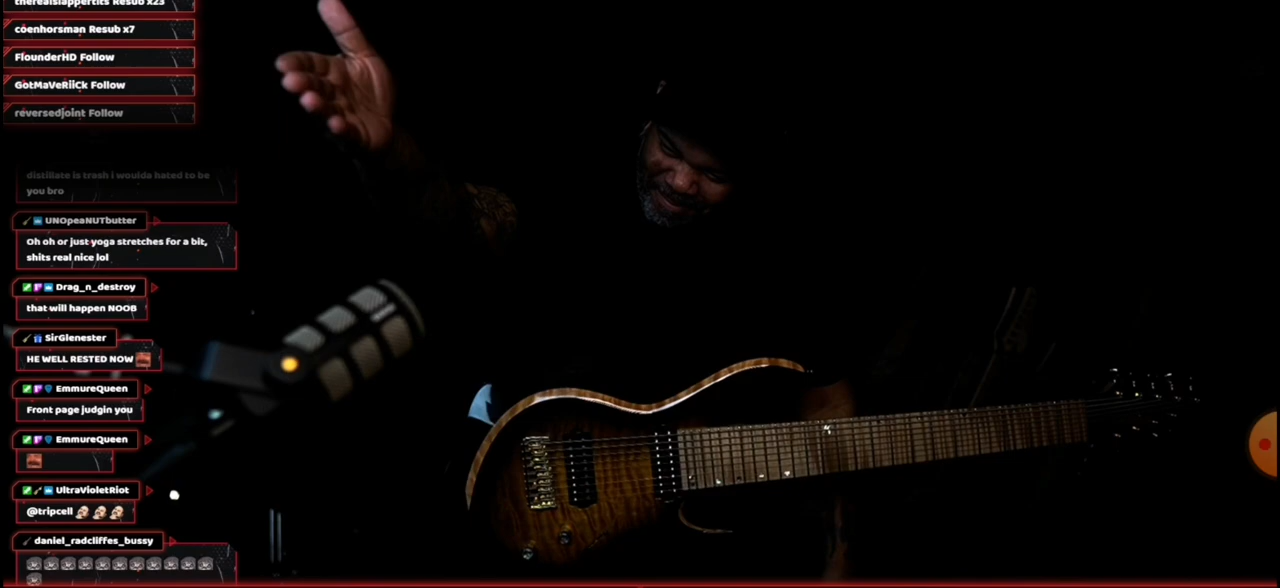 therealslappertits Resub x23
coenhorsman Resub x7
FlounderHD Follow
GotMaVeRiiCk Follow
reversedjoint Follow
distillate is trash i woulda hated to be
you bro
UNOpeaNUTbutter
Oh oh or just yoga stretches for a bit,
shits real nice lol
Drag_n_destroy
that will happen NOOB
SirGlenester
HE WELL RESTED NOW
EmmureQueen
Front page judgin you
EmmureQueen
UltraVioletRiot
@tripcell
daniel_radcliffes_bussy